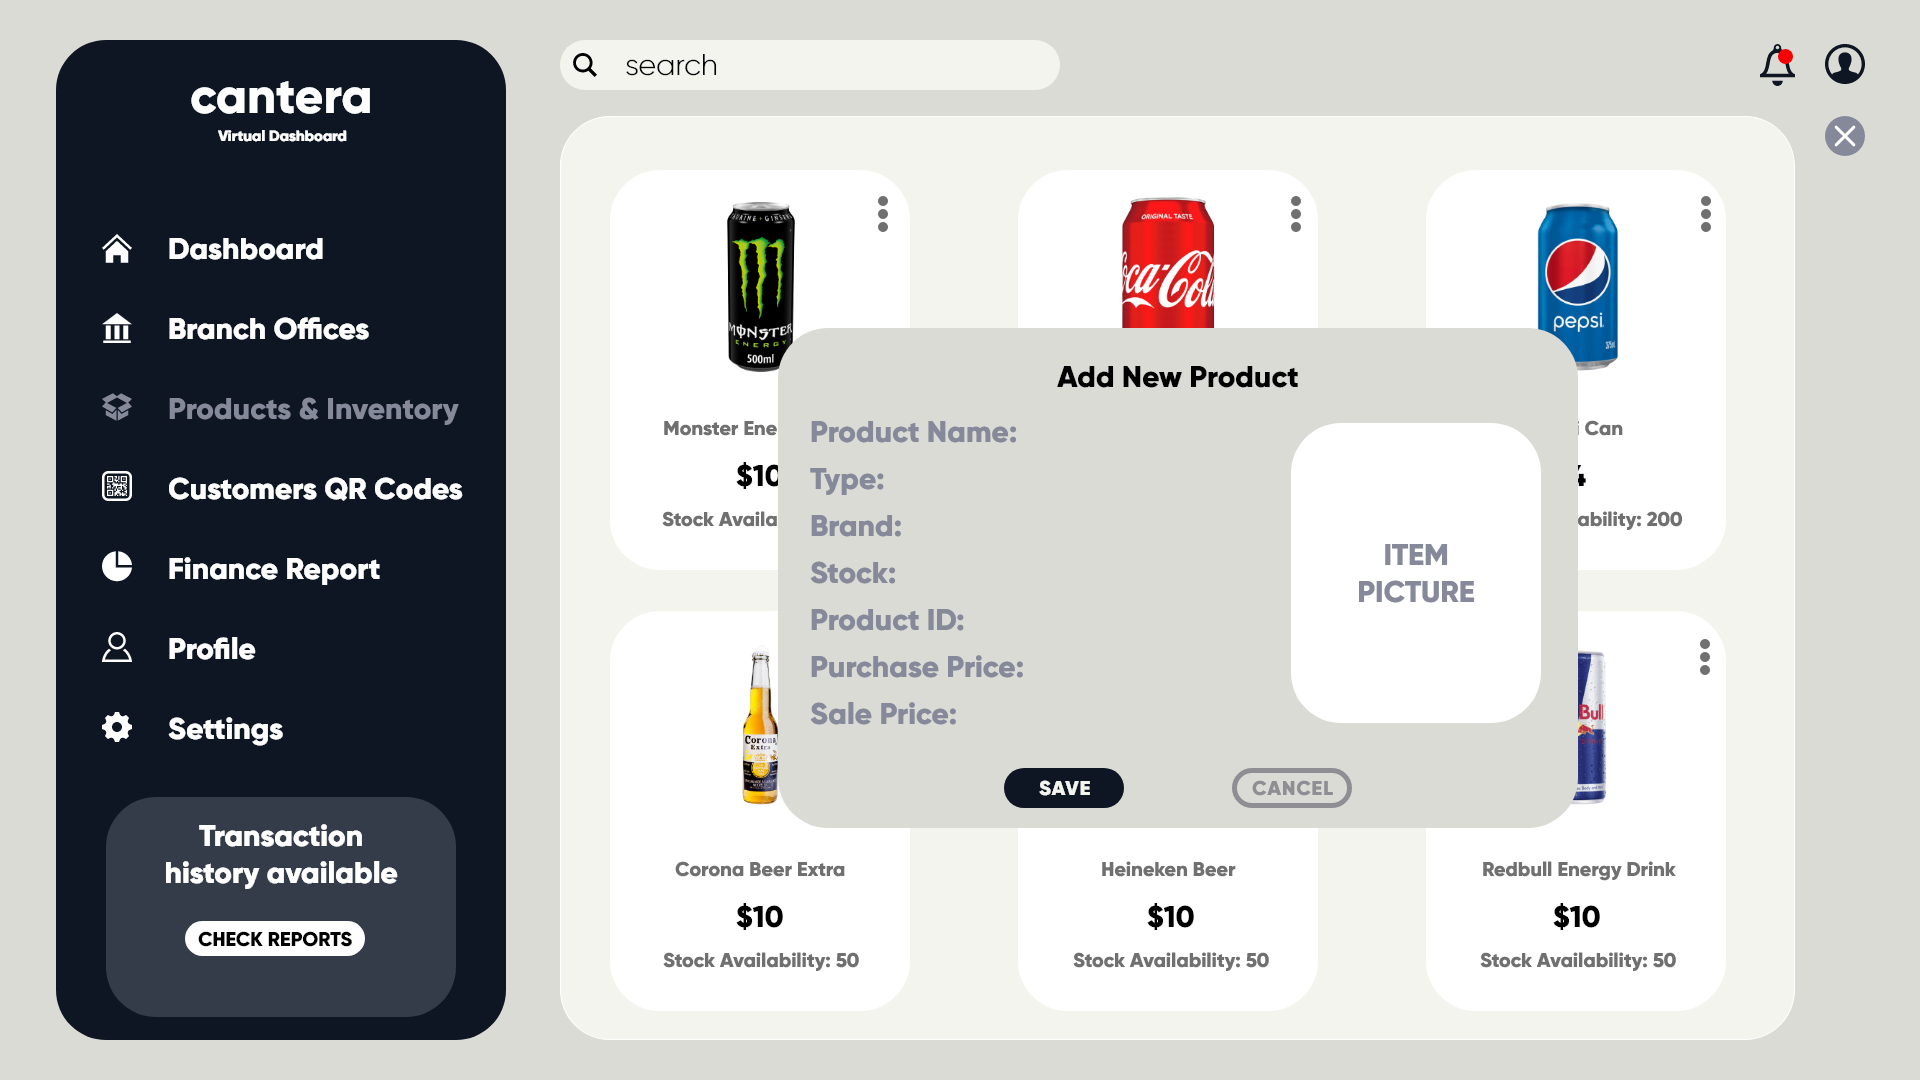 cantera
Virtual Dashboard
Dashboard
Branch Offices
Products & Inventory
Customers QR Codes
Finance Report
Profile
Settings
Transaction
history available
CHECK REPORTS
search
MONSTER
ENERGY
500ml
Monster Ene
$10
Stock Availa
ORIGINAL TASTE
Coca-Cola
pepsi
i Can
4
ability: 200
Add New Product
Product Name:
Type:
Brand:
Stock:
Product ID:
Purchase Price:
Sale Price:
ITEM
PICTURE
SAVE
CANCEL
Corona
Extra
Corona Beer Extra
$10
Stock Availability: 50
Heineken Beer
$10
Stock Availability: 50
Bull
Redbull Energy Drink
$10
Stock Availability: 50